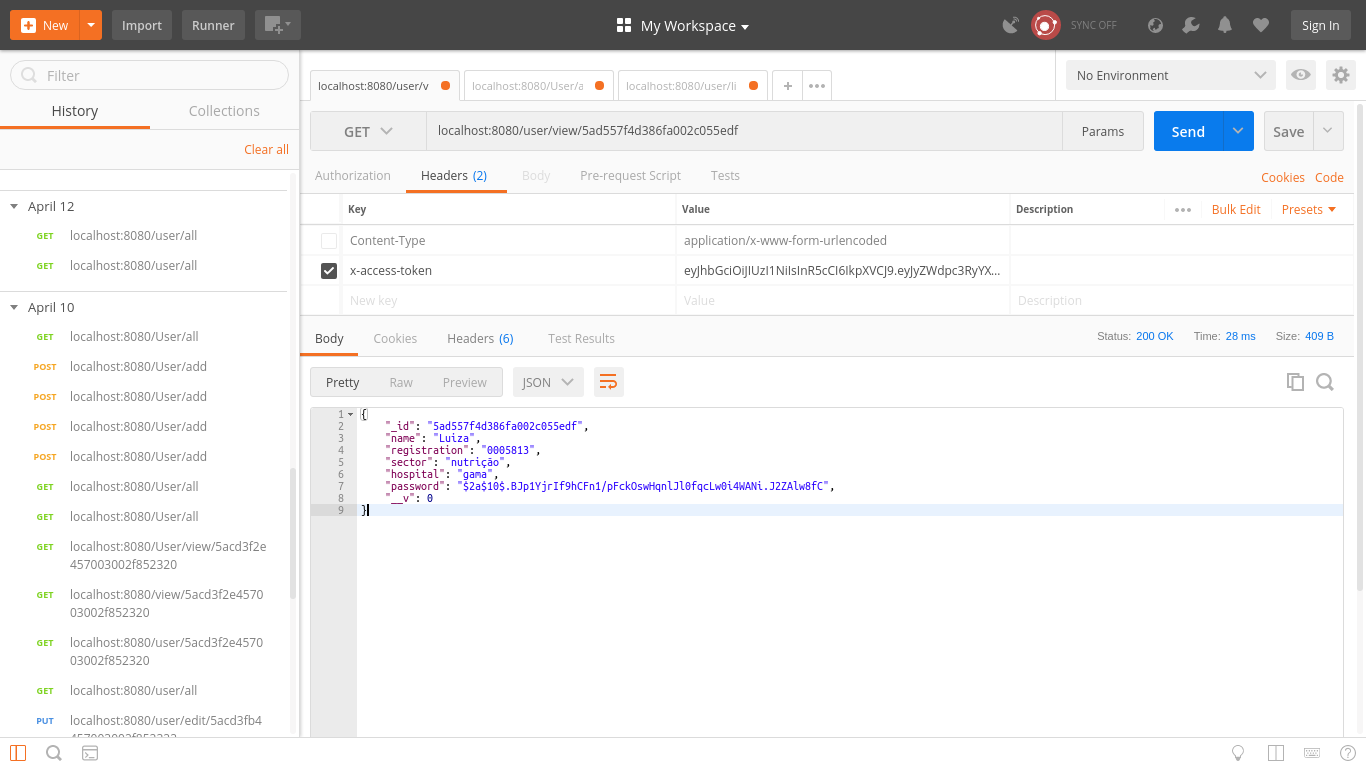 New Import Runner My Workspace SYNC OFF Sign In
Filter
History Collections
Clear all
April 12
GET localhost:8080/user/all
GET localhost:8080/user/all
April 10
GET localhost:8080/User/all
POST localhost:8080/User/add
POST localhost:8080/User/add
POST localhost:8080/User/add
POST localhost:8080/User/add
GET localhost:8080/User/all
GET localhost:8080/User/all
GET localhost:8080/User/view/5acd3f2e
457003002f852320
GET localhost:8080/view/5acd3f2e4570
03002f852320
GET localhost:8080/user/5acd3f2e4570
03002f852320
GET localhost:8080/user/all
PUT localhost:8080/user/edit/5acd3fb4
localhost:8080/user/v localhost:8080/User/a localhost:8080/user/li + ••• No Environment
GET localhost:8080/user/view/5ad557f4d386fa002c055edf Params Send Save
Authorization Headers (2) Body Pre-request Script Tests Cookies Code
Key Value Description ••• Bulk Edit Presets
Content-Type application/x-www-form-urlencoded
x-access-token eyJhbGciOiJIUzI1NiIsInR5cCI6IkpXVCJ9.eyJyZWdpc3RyYX...
New key Value Description
Body Cookies Headers (6) Test Results Status: 200 OK Time: 28 ms Size: 409 B
Pretty Raw Preview JSON
1 {
2 "_id": "5ad557f4d386fa002c055edf",
3 "name": "Luiza",
4 "registration": "0005813",
5 "sector": "nutrição",
6 "hospital": "gama",
7 "password": "$2a$10$.BJp1YjrIf9hCFn1/pFckOswHqnlJl0fqcLw0i4WANi.J2ZAlw8fC",
8 "__v": 0
9 }